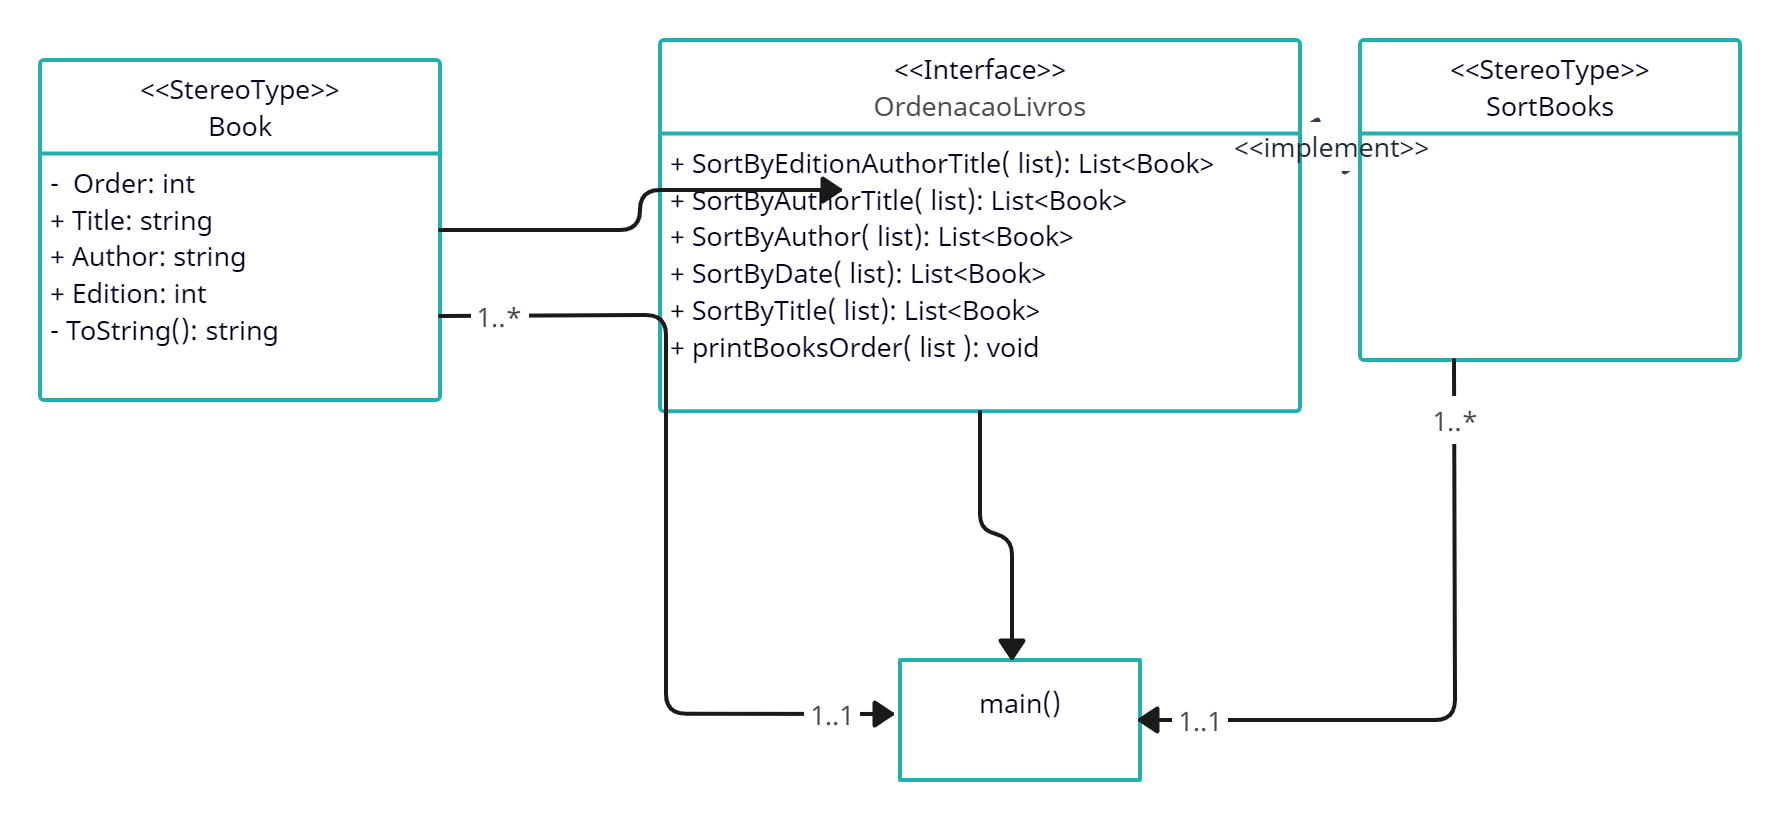 <<StereoType>>
Book
- Order: int
+ Title: string
+ Author: string
+ Edition: int
- ToString(): string
<<Interface>>
OrdenacaoLivros
+ SortByEditionAuthorTitle( list): List<Book>
+ SortByAuthorTitle( list): List<Book>
+ SortByAuthor( list): List<Book>
+ SortByDate( list): List<Book>
+ SortByTitle( list): List<Book>
+ printBooksOrder( list ): void
<<implement>>
<<StereoType>>
SortBooks
1..*
1..*
main()
1..1
1..1